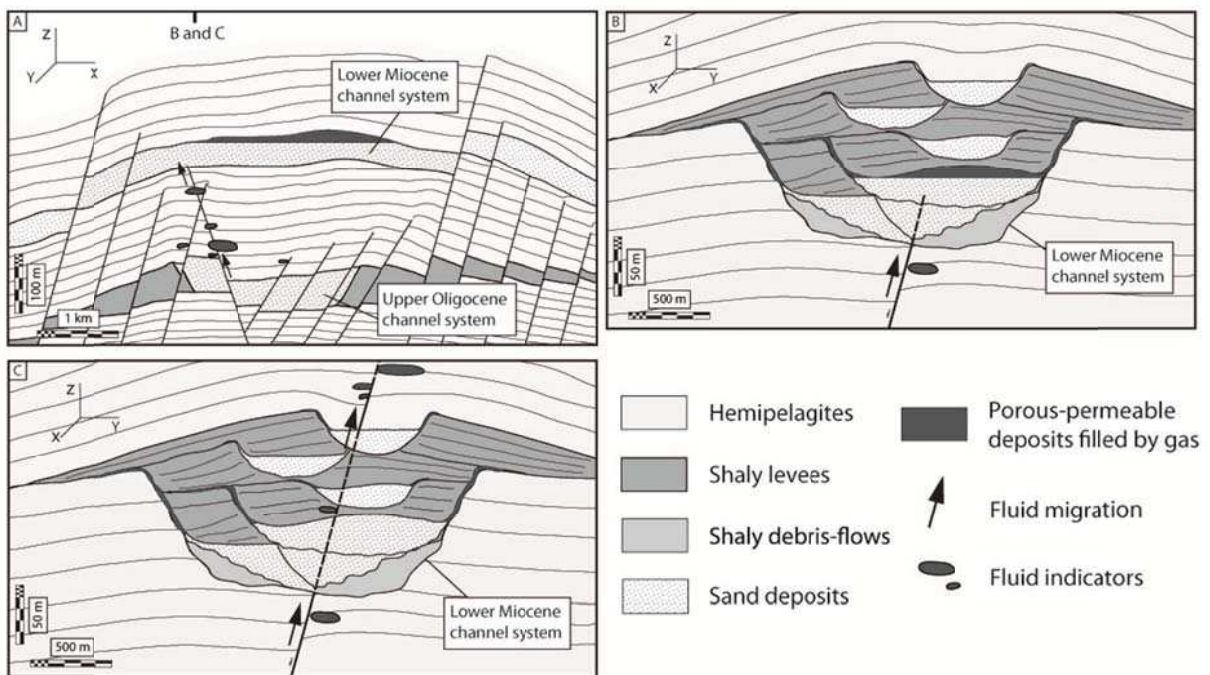 A
B and C
Z
Y
X
Lower Miocene
channel system
Upper Oligocene
channel system
100 m
1 km
B
Z
X
Y
Lower Miocene
channel system
50 m
500 m
C
Z
X
Y
Lower Miocene
channel system
50 m
500 m
Hemipelagites
Shaly levees
Shaly debris-flows
Sand deposits
Porous-permeable
deposits filled by gas
Fluid migration
Fluid indicators